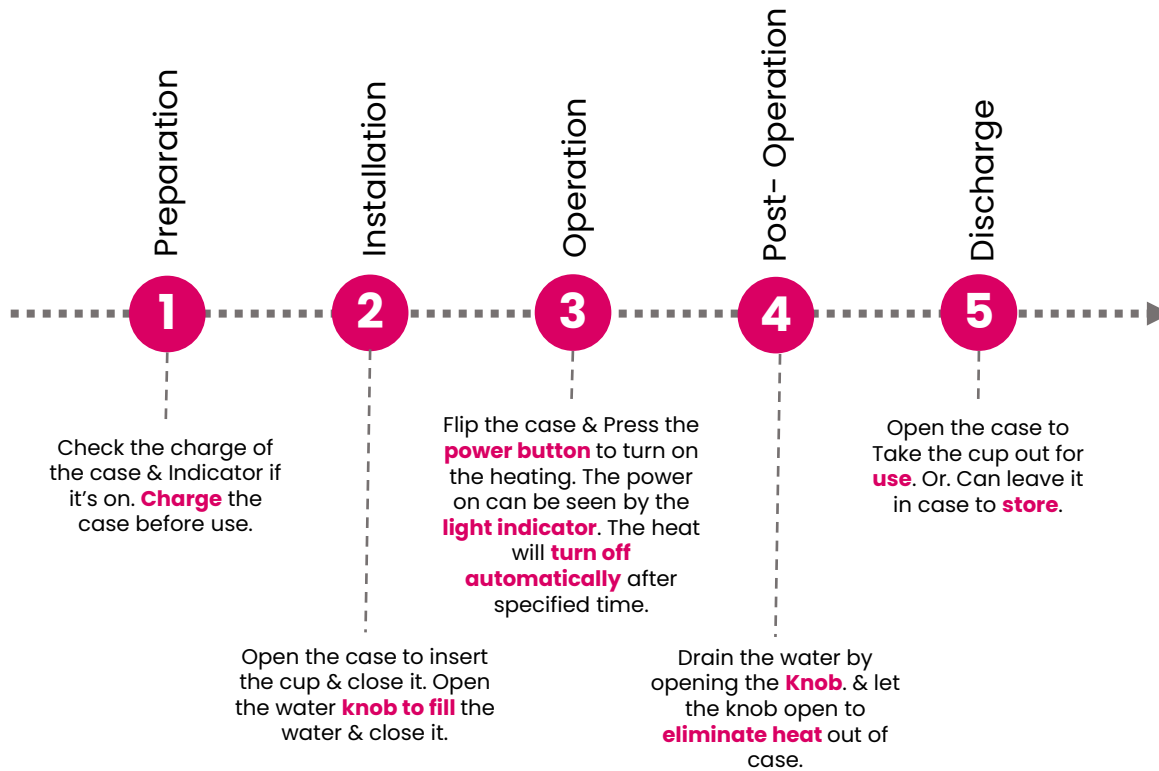 Preparation
1
Check the charge of
the case & Indicator if
it's on. Charge the
case before use.
Installation
2
Open the case to insert
the cup & close it. Open
the water knob to fill the
water & close it.
Operation
3
Flip the case & Press the
power button to turn on
the heating. The power
on can be seen by the
light indicator. The heat
will turn off
automatically after
specified time.
Post- Operation
4
Drain the water by
opening the Knob. & let
the knob open to
eliminate heat out of
case.
Discharge
5
Open the case to
Take the cup out for
use. Or. Can leave it
in case to store.